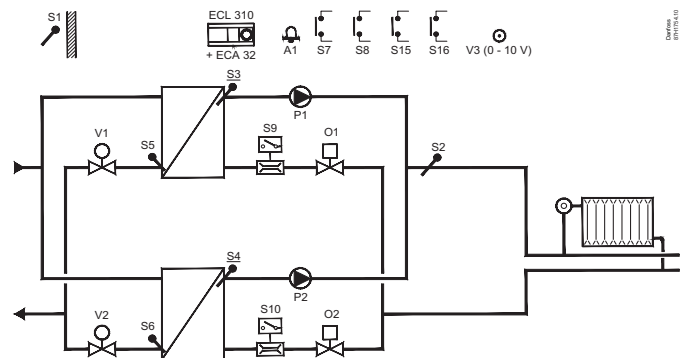 S1
ECL 310
+ ECA 32
A1
S7
S8
S15
S16
V3 (0 - 10 V)
Danfoss
S3
P1
V1
S5
S9
O1
S2
S4
P2
V2
S6
S10
O2